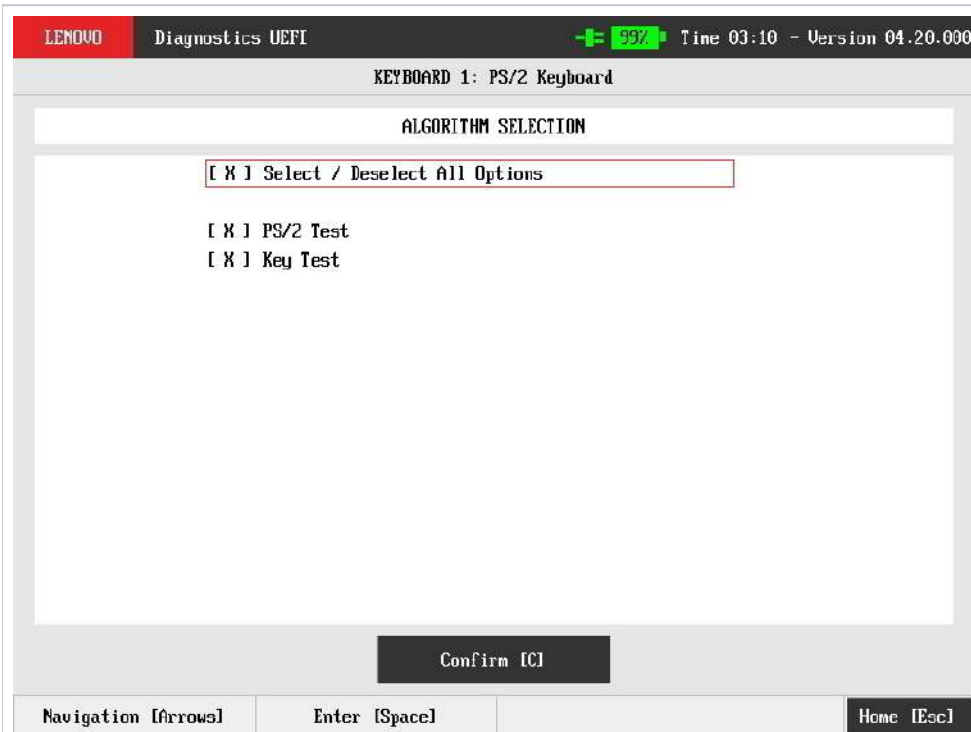 LENOVO Diagnostics UEFI 99% Time 03:10 - Version 04.20.000
KEYBOARD 1: PS/2 Keyboard
ALGORITHM SELECTION
[ X ] Select / Deselect All Options
[ X ] PS/2 Test
[ X ] Key Test
Confirm [C]
Navigation [Arrows] Enter [Space] Home [Esc]